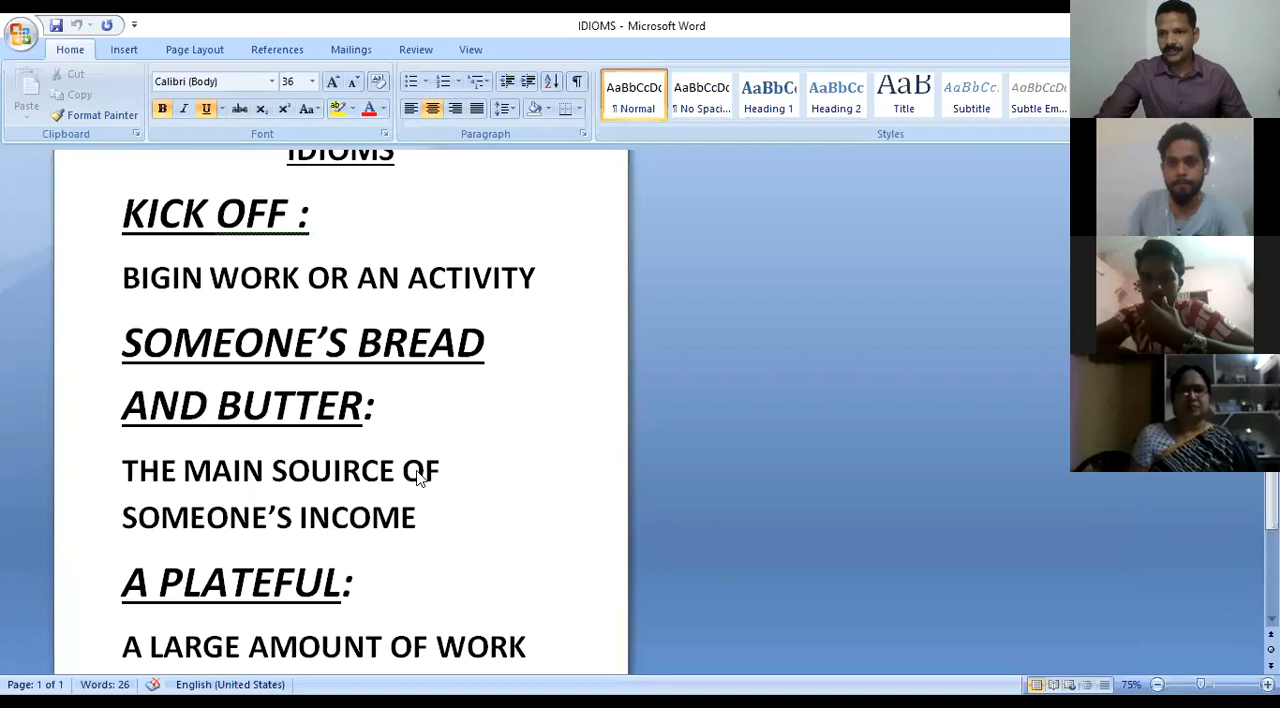 IDIOMS - Microsoft Word
Home Insert Page Layout References Mailings Review View
Cut
Copy
Format Painter
Paste
Clipboard
Calibri (Body) 36
Font
Paragraph
AaBbCcDc AaBbCcDc AaBbCc AaBbCc AaB AaBbCc. AaBbCcDc
¶ Normal ¶ No Spaci... Heading 1 Heading 2 Title Subtitle Subtle Em...
Styles
IDIOMS
KICK OFF :
BIGIN WORK OR AN ACTIVITY
SOMEONE’S BREAD
AND BUTTER:
THE MAIN SOUIRCE OF
SOMEONE’S INCOME
A PLATEFUL:
A LARGE AMOUNT OF WORK
Page: 1 of 1 Words: 26 English (United States) 75%